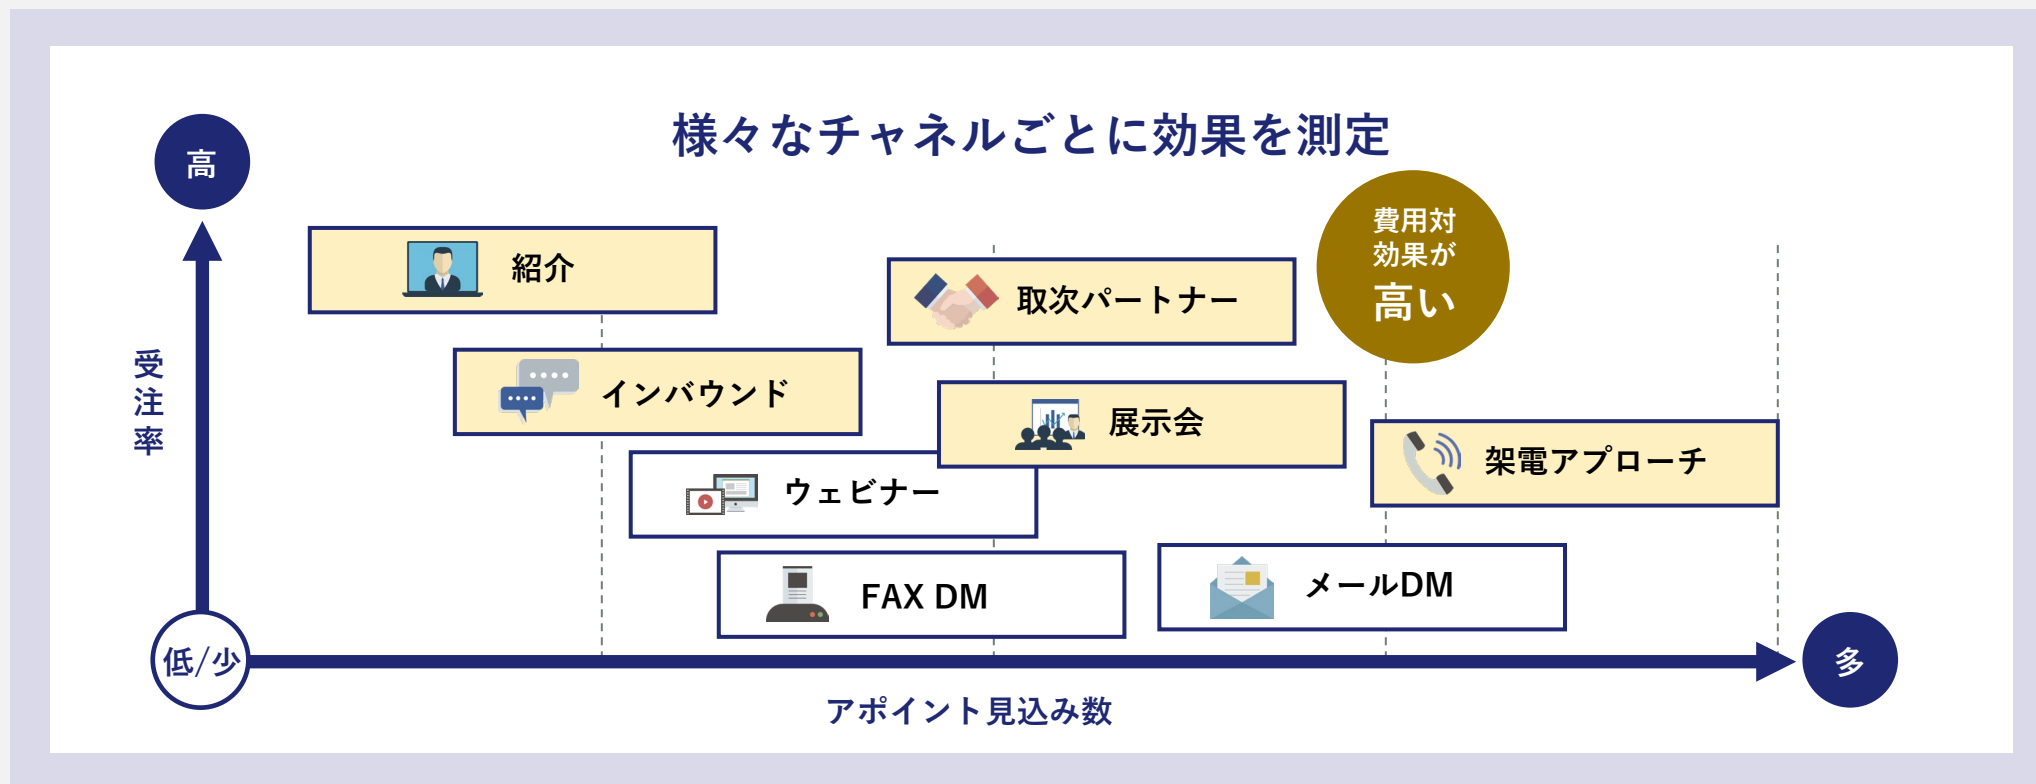 様々なチャネルごとに効果を測定
高
費用対
効果が
高い
紹介
取次パートナー
インバウンド
展示会
架電アプローチ
ウェビナー
FAX DM
メールDM
受注率
低/少
多
アポイント見込み数